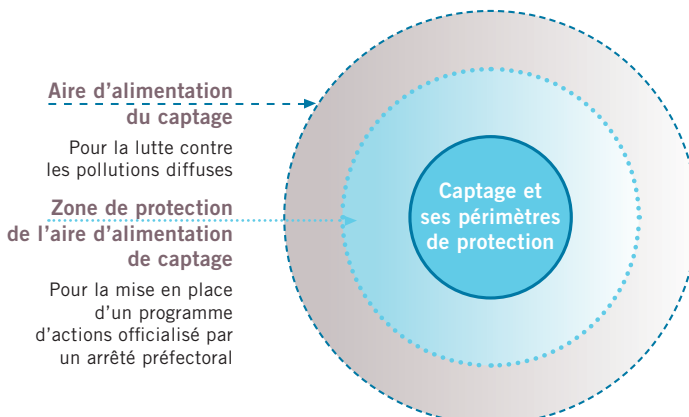 Aire d'alimentation
du captage
Pour la lutte contre
les pollutions diffuses
Zone de protection
de l'aire d'alimentation
de captage
Pour la mise en place
d'un programme
d'actions officialisé par
un arrêté préfectoral
Captage et
ses périmètres
de protection